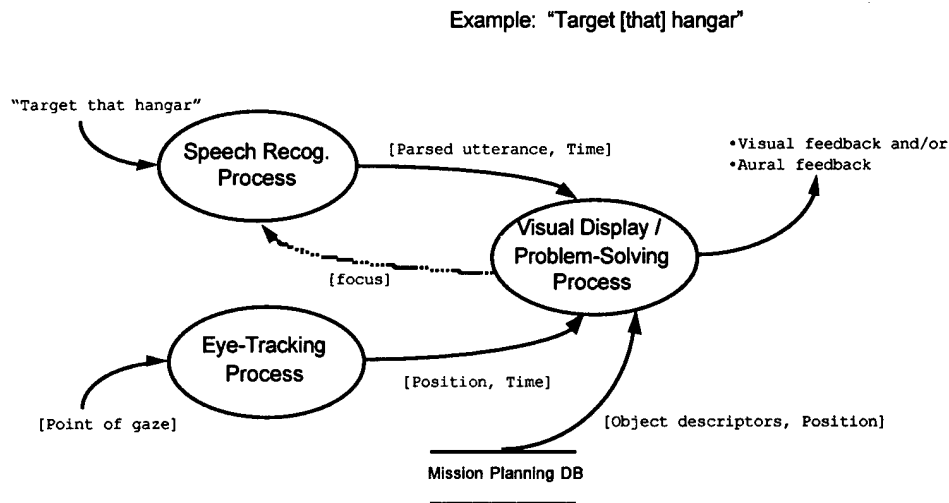 Example: "Target [that] hangar"
"Target that hangar"
Speech Recog.
Process
[Parsed utterance, Time]
•Visual feedback and/or
•Aural feedback
Visual Display /
Problem-Solving
Process
[focus]
Eye-Tracking
Process
[Position, Time]
[Point of gaze]
[Object descriptors, Position]
Mission Planning DB